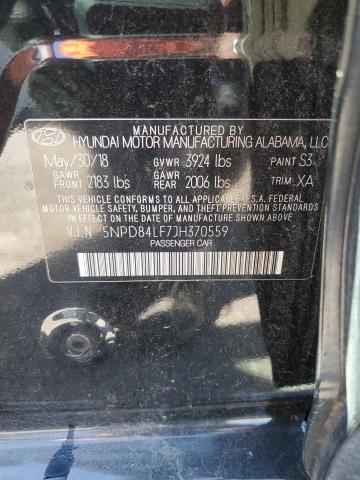 MANUFACTURED BY
HYUNDAI MOTOR MANUFACTURING ALABAMA, LLC
May/30/18 GVWR 3924 lbs PAINT S3
GAWR FRONT 2183 lbs GAWR REAR 2006 lbs TRIM XA
THIS VEHICLE CONFORMS TO ALL APPLICABLE U.S.A. FEDERAL
MOTOR VEHICLE SAFETY, BUMPER, AND THEFT PREVENTION
STANDARDS IN EFFECT ON THE DATE OF MANUFACTURE SHOWN ABOVE.
V.I.N 5NPD84LF7JH370559
PASSENGER CAR